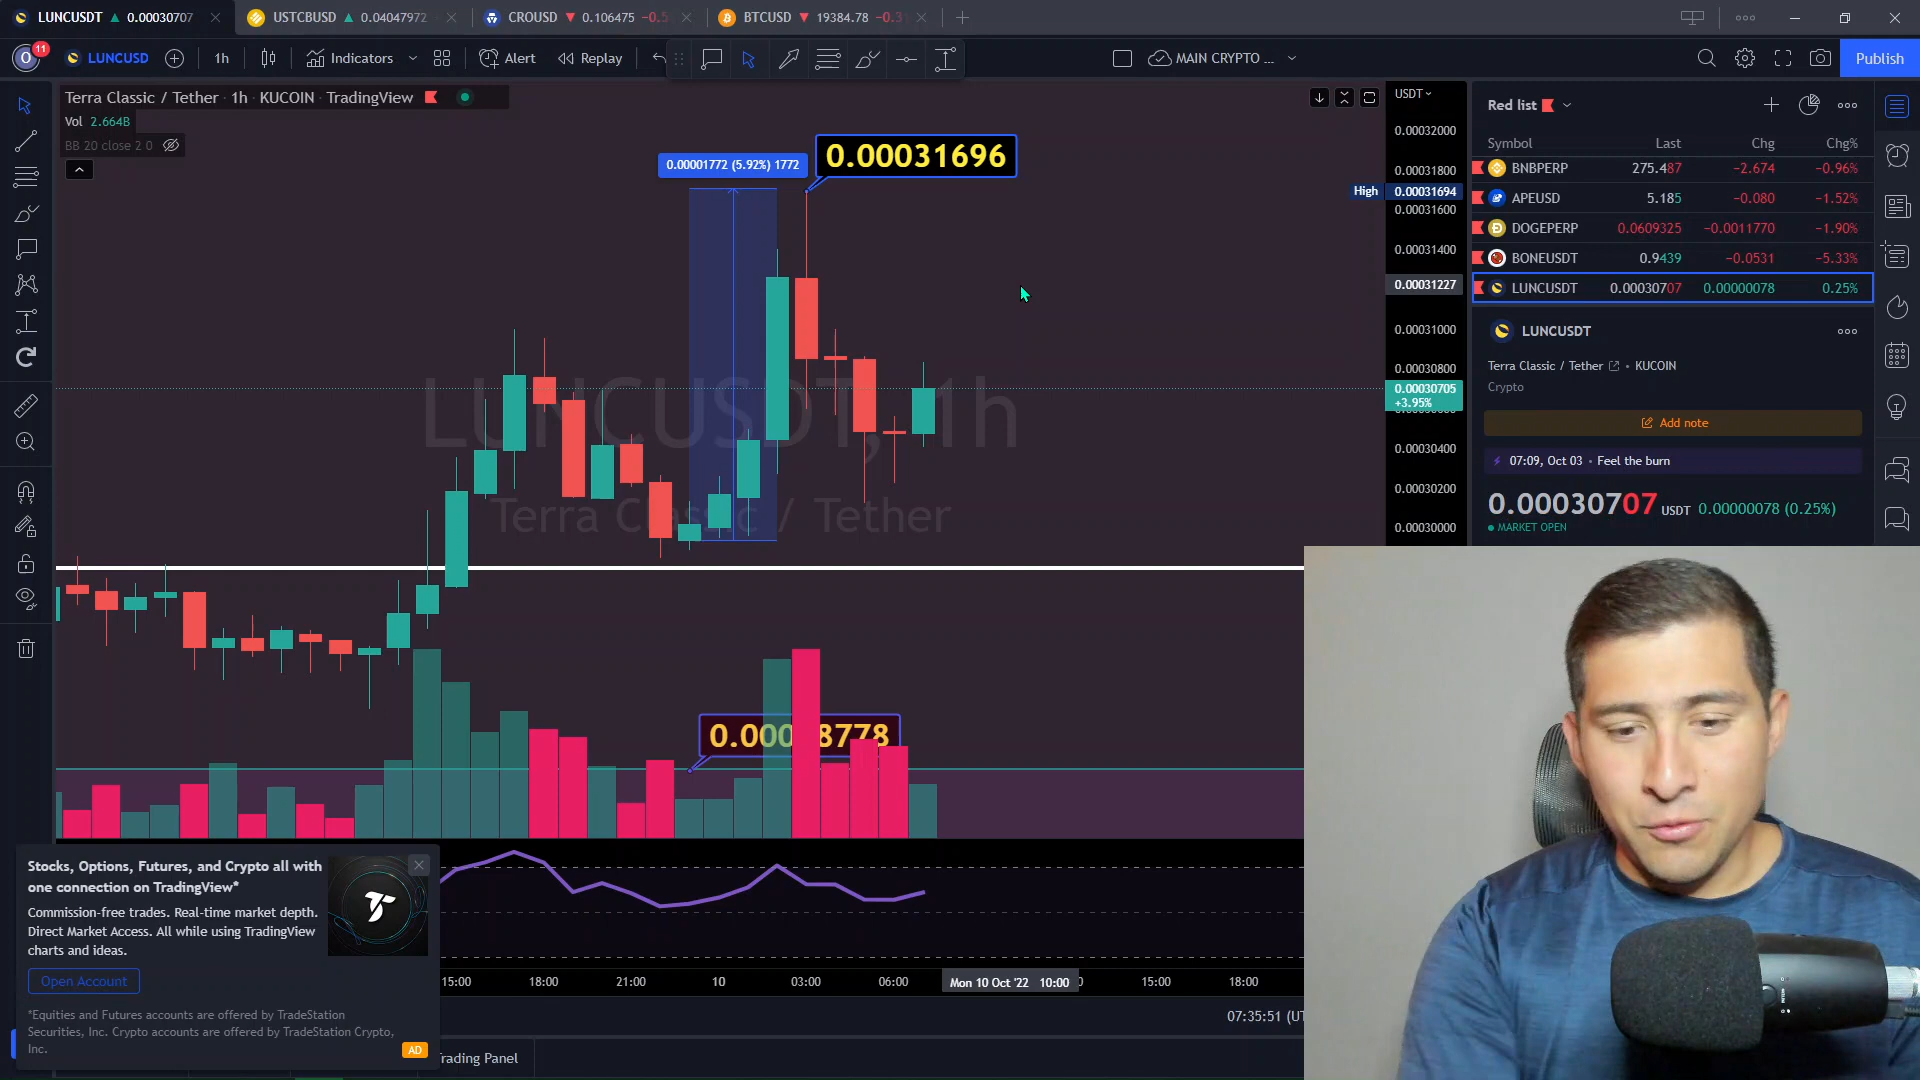 LUNCUSDT ▲ 0.00030707
USTCBUSD ▲ 0.04047972
CROUSD ▼ 0.106475 −0.5
BTCUSD ▼ 19384.78 −0.3
O 11 LUNCUSD 1h Indicators Alert Replay MAIN CRYPTO ... Publish
Terra Classic / Tether · 1h · KUCOIN · TradingView
Vol 2.664B
BB 20 close 2 0
0.00001772 (5.92%) 1772
0.00031696
0.00
LUNCUSDT, 1h
Terra Classic / Tether
USDT
0.00032000
0.00031800
High 0.00031694
0.00031600
0.00031400
0.00031227
0.00031000
0.00030800
0.00030705
+3.95%
0.00030400
0.00030200
0.00030000
Red list
Symbol Last Chg Chg%
BNBPERP 275.487 −2.674 −0.96%
APEUSD 5.185 −0.080 −1.52%
DOGEPERP 0.0609325 −0.0011770 −1.90%
BONEUSDT 0.9439 −0.0531 −5.33%
LUNCUSDT 0.00030707 0.00000078 0.25%
LUNCUSDT
Terra Classic / Tether • KUCOIN
Crypto
Add note
07:09, Oct 03 • Feel the burn
0.00030707 USDT 0.00000078 (0.25%)
MARKET OPEN
Stocks, Options, Futures, and Crypto all with
one connection on TradingView*
Commission-free trades. Real-time market depth.
Direct Market Access. All while using TradingView
charts and ideas.
Open Account
*Equities and Futures accounts are offered by TradeStation
Securities, Inc. Crypto accounts are offered by TradeStation Crypto,
Inc.
AD
15:00 18:00 21:00 10 03:00 06:00 Mon 10 Oct '22 10:00 15:00 18:00
07:35:51 (UT
rading Panel